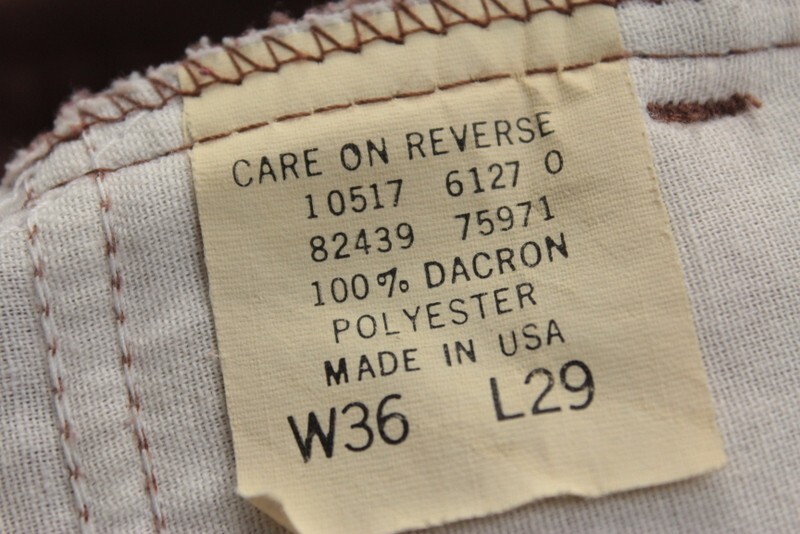 CARE ON REVERSE
10517 6127 0
82439 75971
100% DACRON
POLYESTER
MADE IN USA
W36 L29